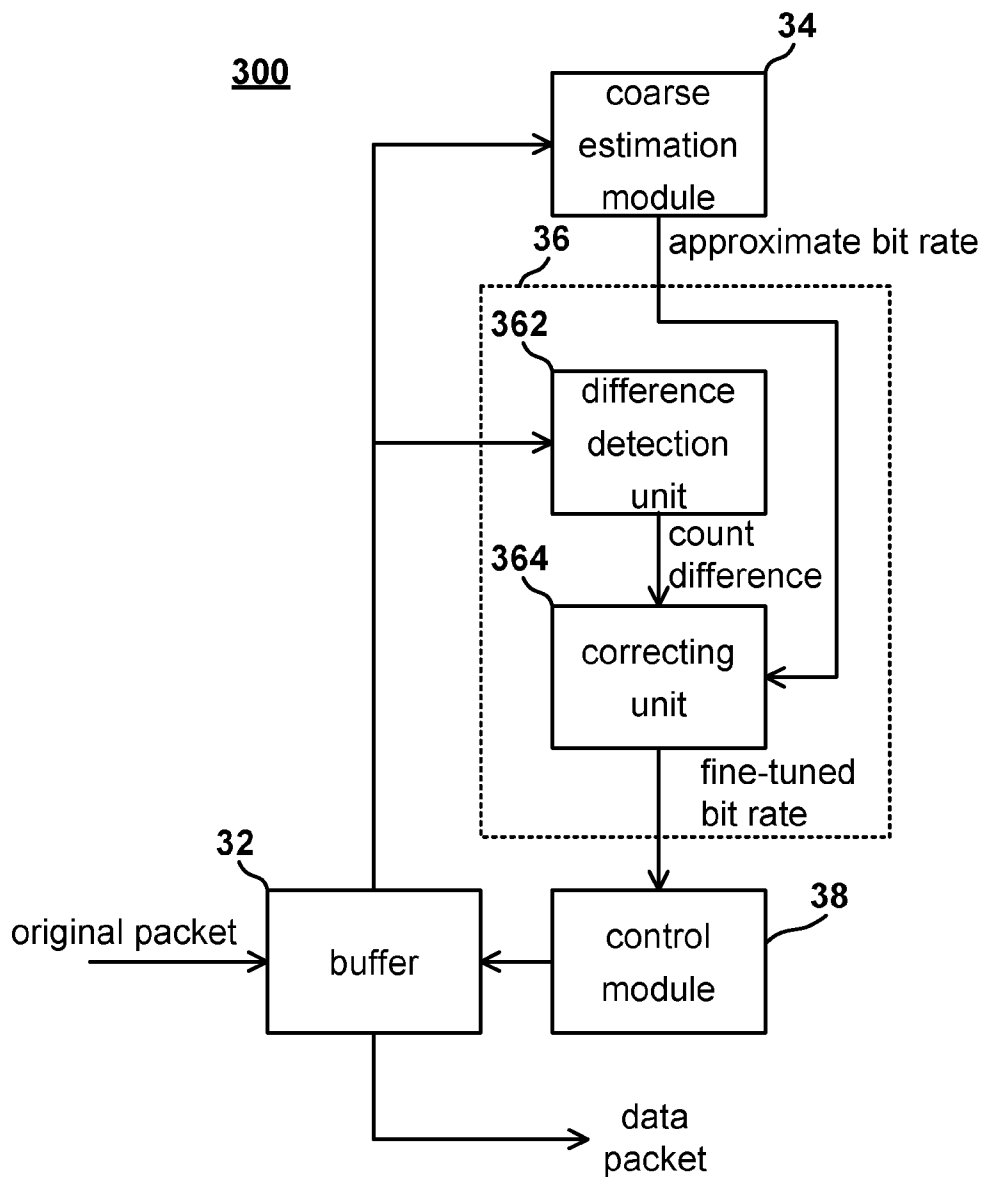 34
300
coarse
estimation
module
approximate bit rate
36
362
difference
detection
unit
count
difference
364
correcting
unit
fine-tuned
bit rate
32
38
original packet
buffer
control
module
data
packet